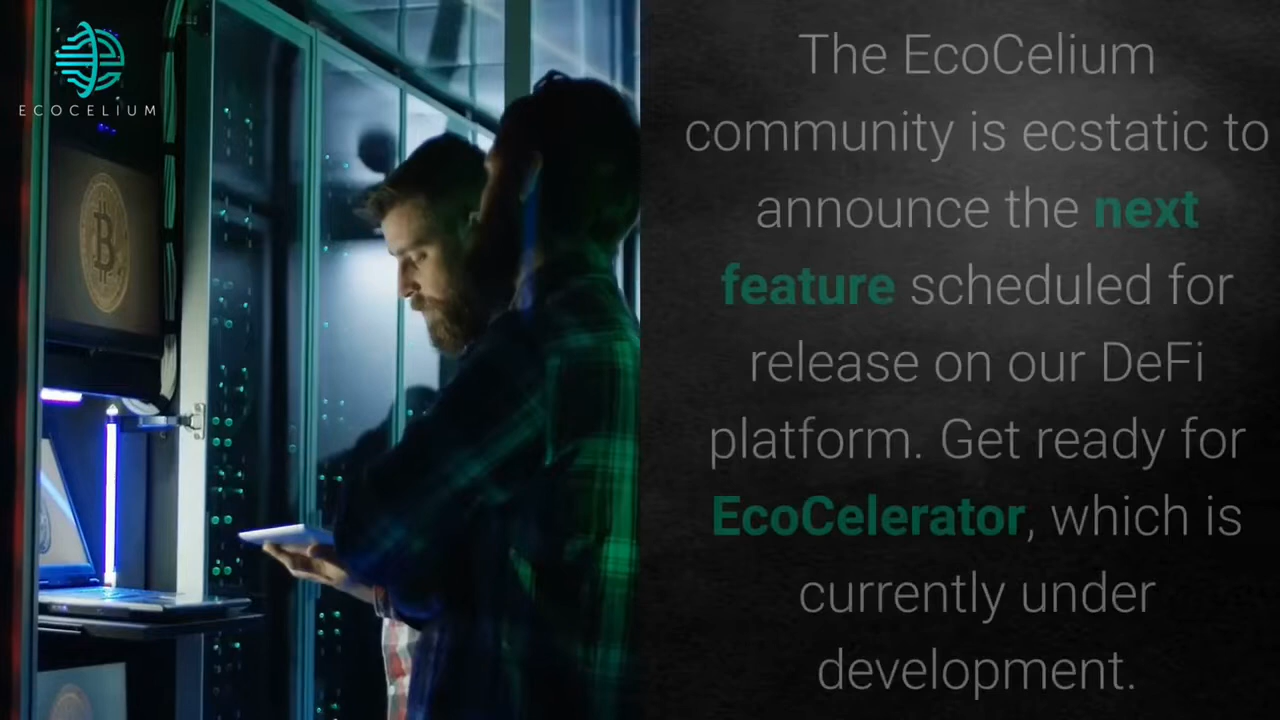 ECOCELIUM
The EcoCelium
community is ecstatic to
announce the next
feature scheduled for
release on our DeFi
platform. Get ready for
EcoCelerator, which is
currently under
development.